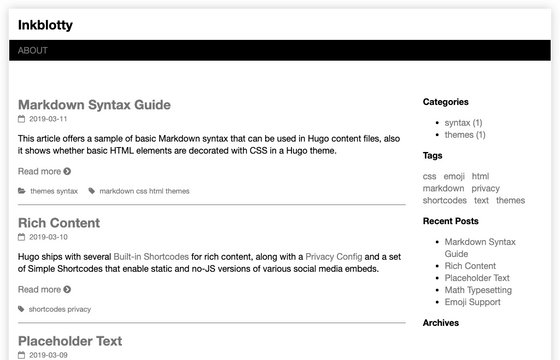 Inkblotty
ABOUT
Markdown Syntax Guide
2019-03-11
This article offers a sample of basic Markdown syntax that can be used in Hugo content files, also
it shows whether basic HTML elements are decorated with CSS in a Hugo theme.
Read more
themes syntax markdown css html themes
Rich Content
2019-03-10
Hugo ships with several Built-in Shortcodes for rich content, along with a Privacy Config and a set
of Simple Shortcodes that enable static and no-JS versions of various social media embeds.
Read more
shortcodes privacy
Placeholder Text
2019-03-09
Categories
syntax (1)
themes (1)
Tags
css emoji html
markdown privacy
shortcodes text themes
Recent Posts
Markdown Syntax
Guide
Rich Content
Placeholder Text
Math Typesetting
Emoji Support
Archives